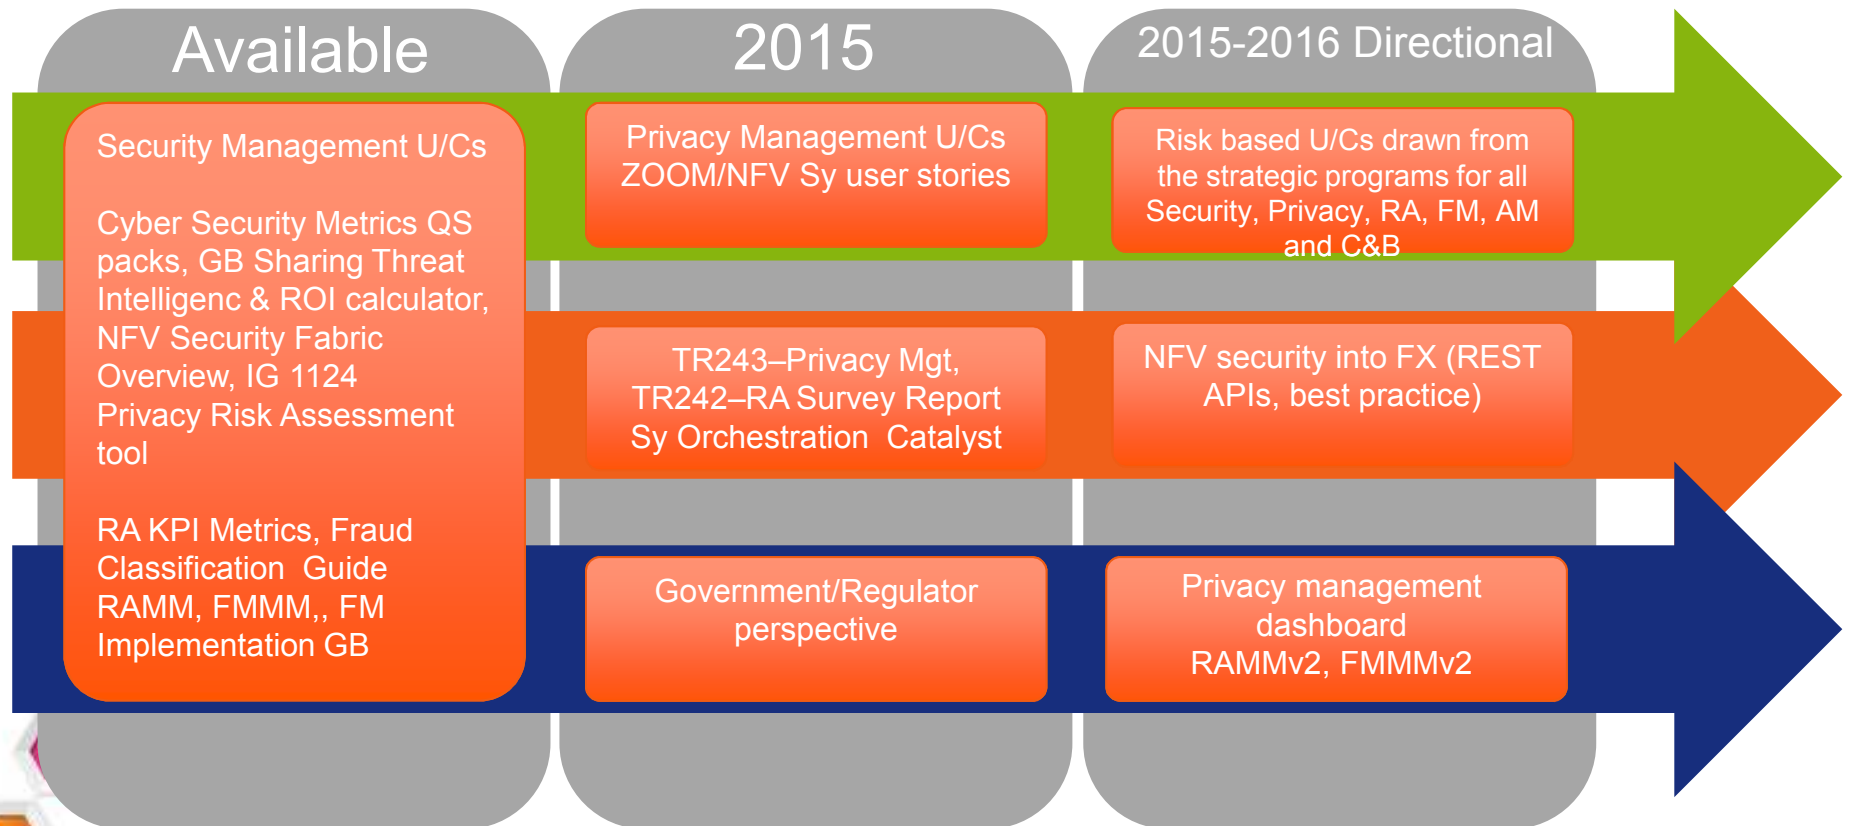 Available
Security Management U/Cs
Cyber Security Metrics QS
packs, GB Sharing Threat
Intelligenc & ROI calculator,
NFV Security Fabric
Overview, IG 1124
Privacy Risk Assessment
tool
RA KPI Metrics, Fraud
Classification Guide
RAMM, FMMM,, FM
Implementation GB
2015
Privacy Management U/Cs
ZOOM/NFV Sy user stories
TR243–Privacy Mgt,
TR242–RA Survey Report
Sy Orchestration Catalyst
Government/Regulator
perspective
2015-2016 Directional
Risk based U/Cs drawn from
the strategic programs for all
Security, Privacy, RA, FM, AM
and C&B
NFV security into FX (REST
APIs, best practice)
Privacy management
dashboard
RAMMv2, FMMMv2